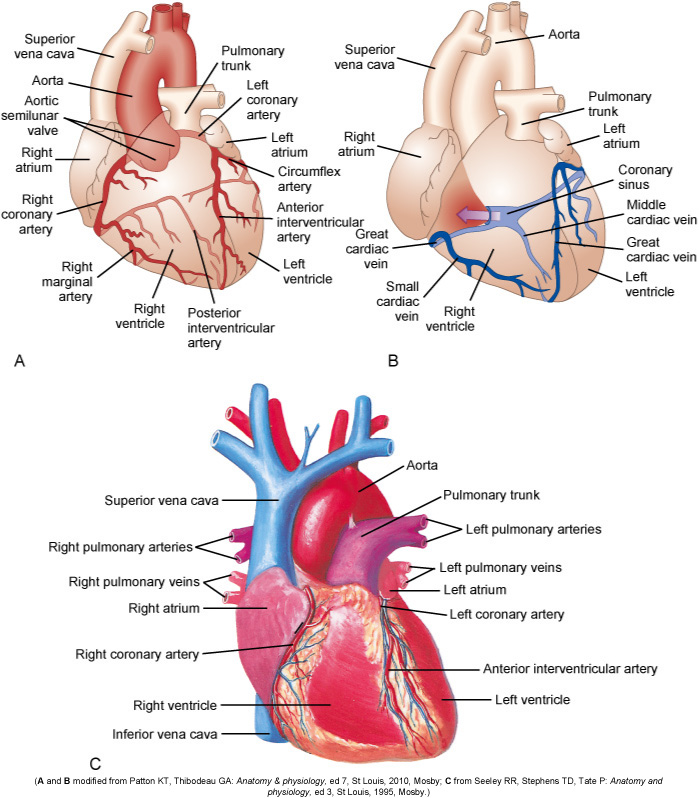 Superior
vena cava
Aorta
Aortic
semilunar
valve
Right
atrium
Right
coronary
artery
Right
marginal
artery
Right
ventricle
Posterior
interventricular
artery
Pulmonary
trunk
Left
coronary
artery
Left
atrium
Circumflex
artery
Anterior
interventricular
artery
Left
ventricle
A
Superior
vena cava
Right
atrium
Great
cardiac
vein
Small
cardiac
vein
Right
ventricle
Aorta
Pulmonary
trunk
Left
atrium
Coronary
sinus
Middle
cardiac vein
Great
cardiac vein
Left
ventricle
B
Superior vena cava
Right pulmonary arteries
Right pulmonary veins
Right atrium
Right coronary artery
Right ventricle
Inferior vena cava
Aorta
Pulmonary trunk
Left pulmonary arteries
Left pulmonary veins
Left atrium
Left coronary artery
Anterior interventricular artery
Left ventricle
C
(A and B modified from Patton KT, Thibodeau GA: Anatomy & physiology, ed 7, St Louis, 2010, Mosby; C from Seeley RR, Stephens TD, Tate P: Anatomy and
physiology, ed 3, St Louis, 1995, Mosby.)